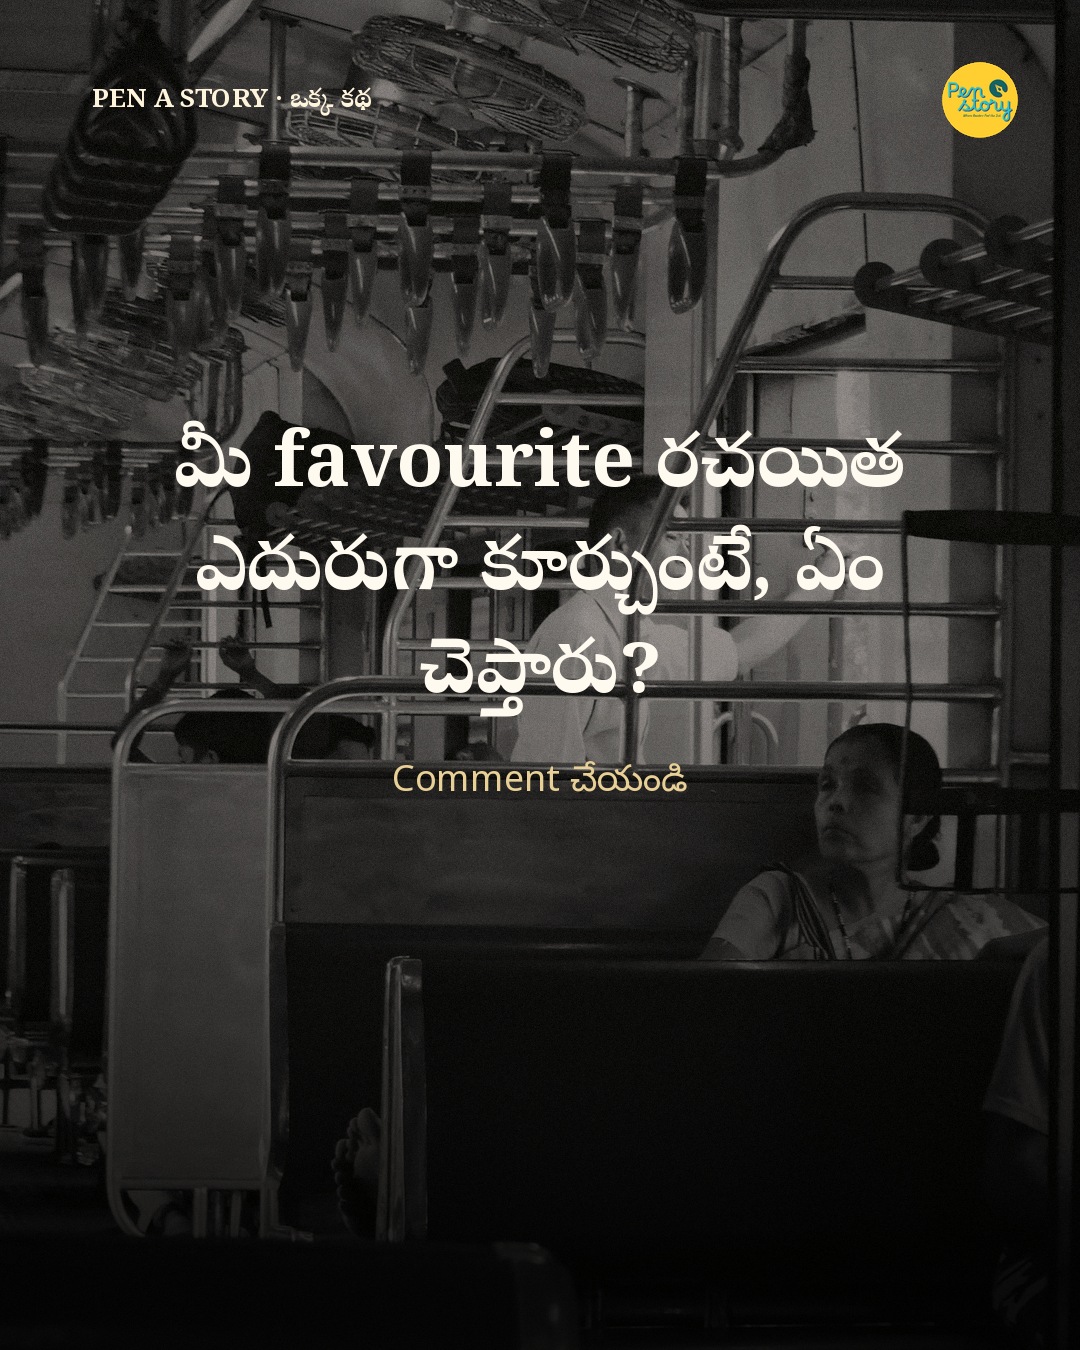 PEN A STORY · ఒక్క కథ
Pen
story
మీ favourite రచయిత
ఎదురుగా కూర్చుంటే, ఏం
చెప్తారు?
Comment చేయండి